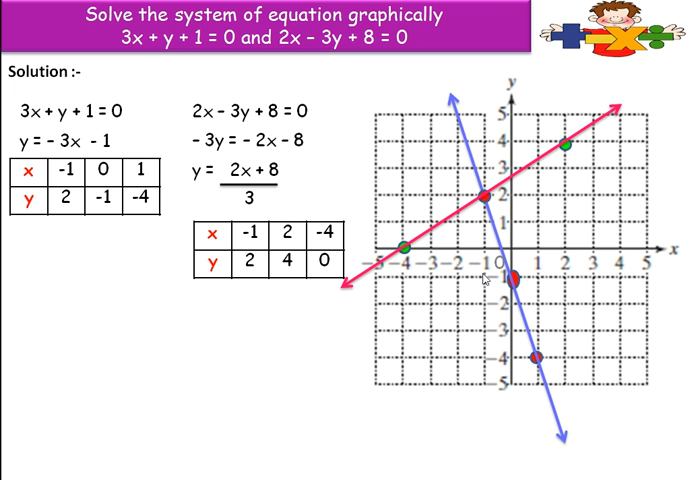 Solve the system of equation graphically
3x + y + 1 = 0 and 2x – 3y + 8 = 0
Solution :-
3x + y + 1 = 0
y = - 3x - 1
x -1 0 1
y 2 -1 -4
2x – 3y + 8 = 0
- 3y = - 2x – 8
y = 2x + 8
3
x -1 2 -4
y 2 4 0
y
5
4
3
2
1
−5 −4 −3 −2 −1 0 1 2 3 4 5 x
−1
−2
−3
−4
−5